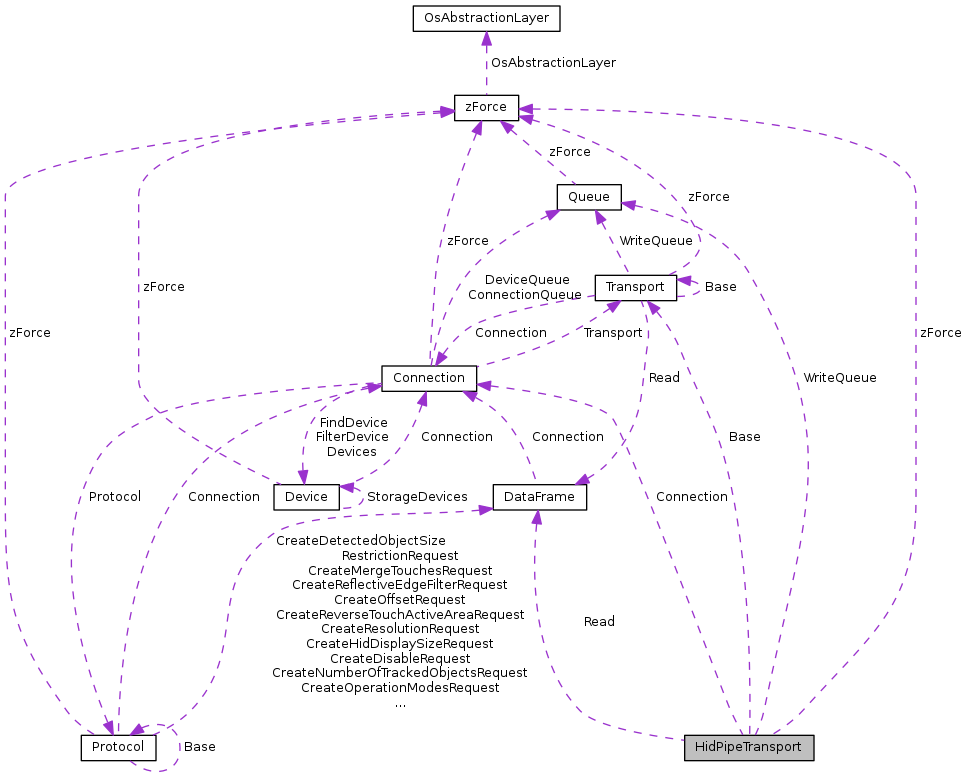 OsAbstractionLayer
OsAbstractionLayer
zForce
zForce
Queue
zForce
WriteQueue
zForce
DeviceQueue
ConnectionQueue
Transport
Base
zForce
zForce
Connection
Transport
zForce
Connection
Read
WriteQueue
FindDevice
FilterDevice
Devices
Connection
Connection
Base
Protocol
Connection
Device
StorageDevices
DataFrame
Connection
CreateDetectedObjectSize
RestrictionRequest
CreateMergeTouchesRequest
CreateReflectiveEdgeFilterRequest
CreateOffsetRequest
CreateReverseTouchActiveAreaRequest
CreateResolutionRequest
CreateHidDisplaySizeRequest
CreateDisableRequest
CreateNumberOfTrackedObjectsRequest
CreateOperationModesRequest
...
Read
Protocol
Base
HidPipeTransport